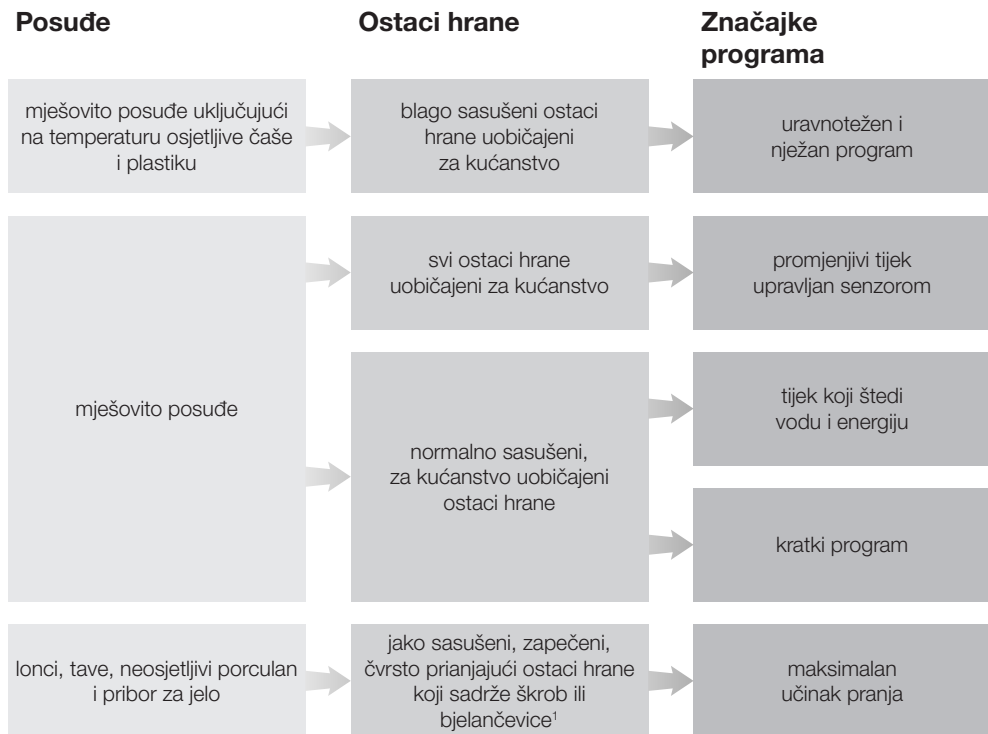 Posuđe
Ostaci hrane
Značajke
programa
mješovito posuđe uključujući
na temperaturu osjetljive čaše
i plastiku
blago sasušeni ostaci
hrane uobičajeni
za kućanstvo
uravnotežen i
nježan program
mješovito posuđe
svi ostaci hrane
uobičajeni za kućanstvo
promjenjivi tijek
upravljan senzorom
normalno sasušeni,
za kućanstvo uobičajeni
ostaci hrane
tijek koji štedi
vodu i energiju
kratki program
lonci, tave, neosjetljivi porculan
i pribor za jelo
jako sasušeni, zapečeni,
čvrsto prianjajući ostaci hrane
koji sadrže škrob ili
bjelančevice¹
maksimalan
učinak pranja